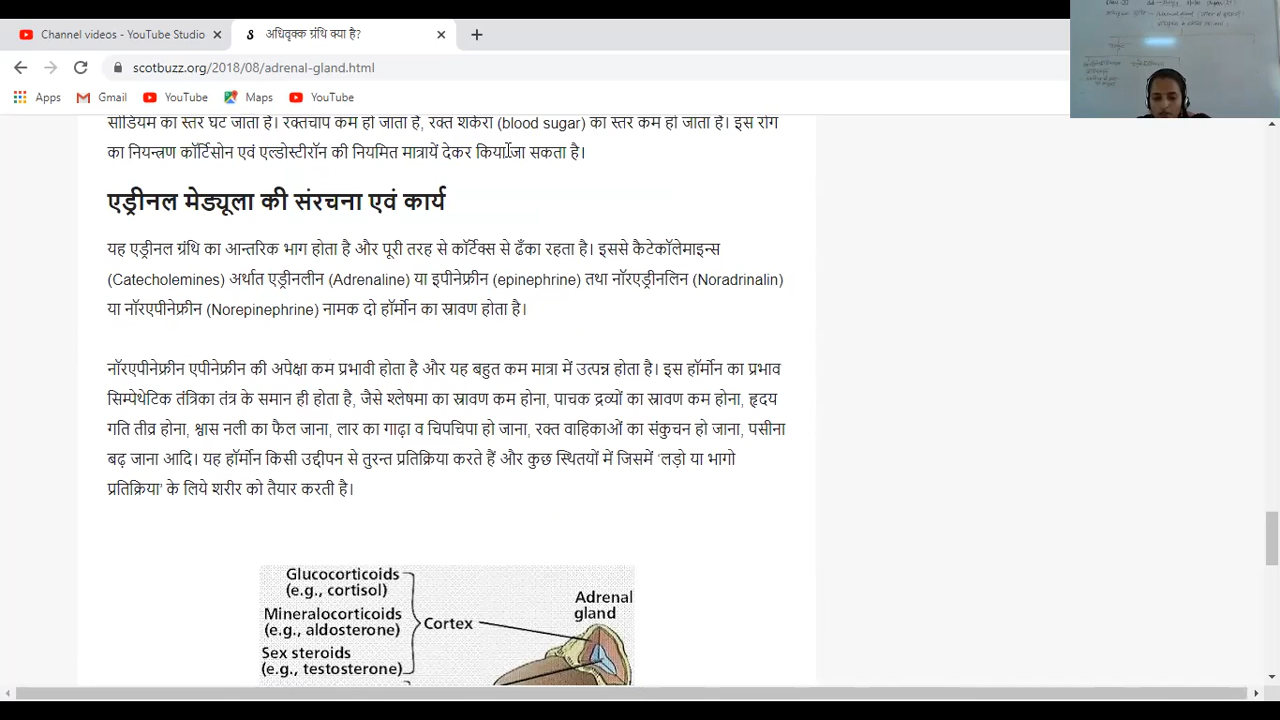 Channel videos - YouTube Studio
अधिवृक्क ग्रंथि क्या है?
scotbuzz.org/2018/08/adrenal-gland.html
Apps Gmail YouTube Maps YouTube
सोडियम का स्तर घट जाता है। रक्तचाप कम हो जाता है, रक्त शर्करा (blood sugar) का स्तर कम हो जाता है। इस रोग
का नियन्त्रण कॉर्टिसोन एवं एल्डोस्टीरॉन की नियमित मात्रायें देकर किया जा सकता है।
एड्रीनल मेड्यूला की संरचना एवं कार्य
यह एड्रीनल ग्रंथि का आन्तरिक भाग होता है और पूरी तरह से कॉर्टेक्स से ढँका रहता है। इससे कैटेकॉलेमाइन्स
(Catecholemines) अर्थात एड्रीनलीन (Adrenaline) या इपीनेफ्रीन (epinephrine) तथा नॉरएड्रीनलिन (Noradrinalin)
या नॉरएपीनेफ्रीन (Norepinephrine) नामक दो हॉर्मोन का स्रावण होता है।
नॉरएपीनेफ्रीन एपीनेफ्रीन की अपेक्षा कम प्रभावी होता है और यह बहुत कम मात्रा में उत्पन्न होता है। इस हॉर्मोन का प्रभाव
सिम्पेथेटिक तंत्रिका तंत्र के समान ही होता है, जैसे श्लेषमा का स्रावण कम होना, पाचक द्रव्यों का स्रावण कम होना, हृदय
गति तीव्र होना, श्वास नली का फैल जाना, लार का गाढ़ा व चिपचिपा हो जाना, रक्त वाहिकाओं का संकुचन हो जाना, पसीना
बढ़ जाना आदि। यह हॉर्मोन किसी उद्दीपन से तुरन्त प्रतिक्रिया करते हैं और कुछ स्थितयों में जिसमें 'लड़ो या भागो
प्रतिक्रिया' के लिये शरीर को तैयार करती है।
Glucocorticoids
(e.g., cortisol)
Mineralocorticoids
(e.g., aldosterone)
Sex steroids
(e.g., testosterone)
Cortex
Adrenal
gland